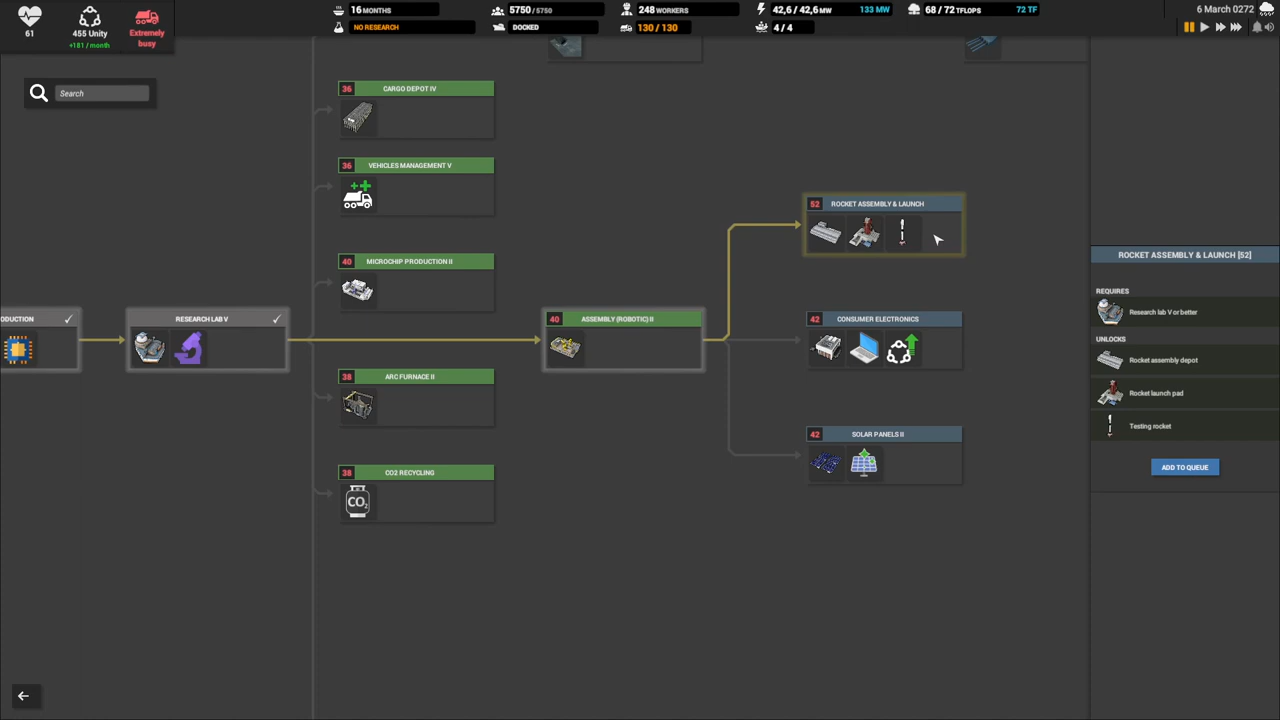 61
455 Unity
+181 / month
Extremely
busy
16 MONTHS
NO RESEARCH
5750 / 5750
DOCKED
248 WORKERS
130 / 130
42,6 / 42,6 MW
133 MW
4 / 4
68 / 72 TFLOPS
72 TF
6 March 0272
Search
36
CARGO DEPOT IV
36
VEHICLES MANAGEMENT V
52
ROCKET ASSEMBLY & LAUNCH
40
MICROCHIP PRODUCTION II
ODUCTION
RESEARCH LAB V
40
ASSEMBLY (ROBOTIC) II
42
CONSUMER ELECTRONICS
38
ARC FURNACE II
42
SOLAR PANELS II
38
CO2 RECYCLING
CO2
ROCKET ASSEMBLY & LAUNCH [52]
REQUIRES
Research lab V or better
UNLOCKS
Rocket assembly depot
Rocket launch pad
Testing rocket
ADD TO QUEUE